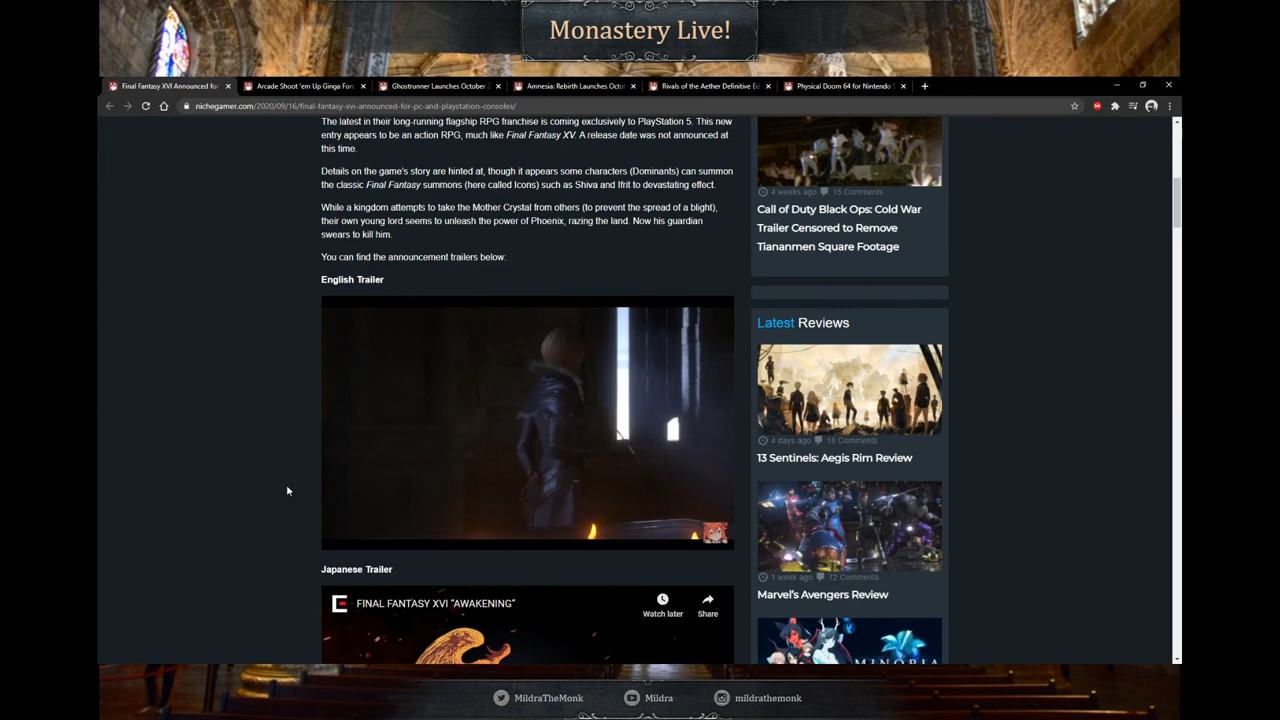 Monastery Live!
Final Fantasy XVI Announced for
Arcade Shoot 'em Up Ginga Forc
Ghostrunner Launches October 2
Amnesia: Rebirth Launches Octo
Rivals of the Aether Definitive Ed
Physical Doom 64 for Nintendo S
nichegamer.com/2020/09/16/final-fantasy-xvi-announced-for-pc-and-playstation-consoles/
The latest in their long-running flagship RPG franchise is coming exclusively to PlayStation 5. This new
entry appears to be an action RPG, much like Final Fantasy XV. A release date was not announced at
this time.
Details on the game's story are hinted at, though it appears some characters (Dominants) can summon
the classic Final Fantasy summons (here called Icons) such as Shiva and Ifrit to devastating effect.
While a kingdom attempts to take the Mother Crystal from others (to prevent the spread of a blight),
their own young lord seems to unleash the power of Phoenix, razing the land. Now his guardian
swears to kill him.
You can find the announcement trailers below:
English Trailer
Japanese Trailer
FINAL FANTASY XVI "AWAKENING"
Watch later
Share
4 weeks ago 15 Comments
Call of Duty Black Ops: Cold War
Trailer Censored to Remove
Tiananmen Square Footage
Latest Reviews
4 days ago 18 Comments
13 Sentinels: Aegis Rim Review
1 week ago 72 Comments
Marvel's Avengers Review
MINORIA
MildraTheMonk
Mildra
mildrathemonk